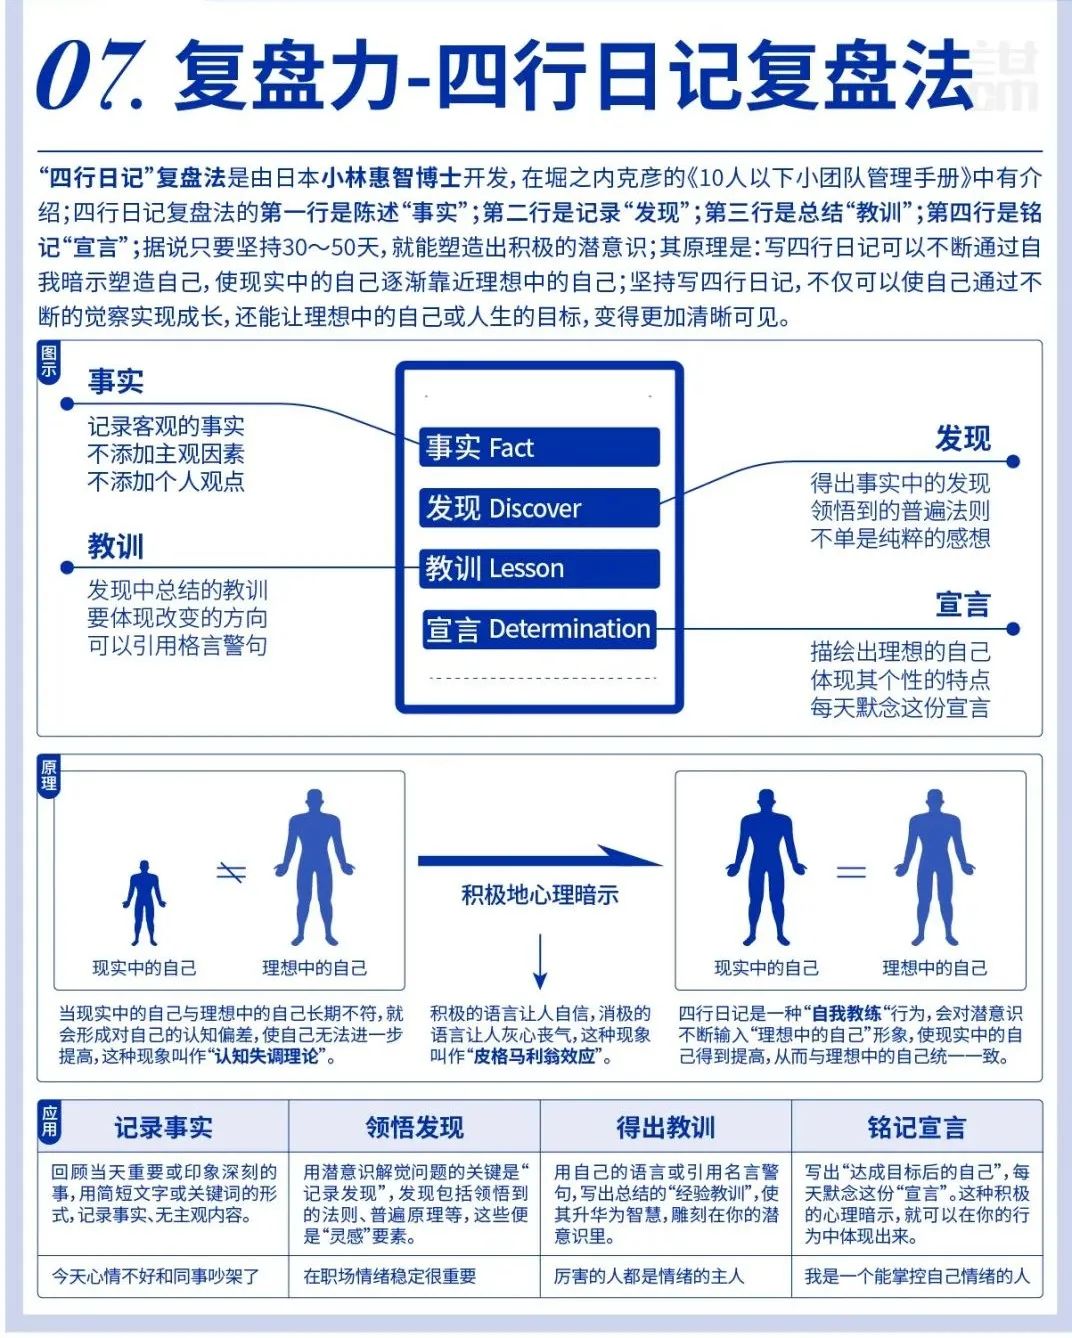 07. 复盘力-四行日记复盘法
“四行日记”复盘法是由日本小林惠智博士开发，在堀之内克彦的《10人以下小团队管理手册》中有介
绍；四行日记复盘法的第一行是陈述“事实”；第二行是记录“发现”；第三行是总结“教训”；第四行是铭
记“宣言”；据说只要坚持30～50天，就能塑造出积极的潜意识；其原理是：写四行日记可以不断通过自
我暗示塑造自己，使现实中的自己逐渐靠近理想中的自己；坚持写四行日记，不仅可以使自己通过不
断的觉察实现成长，还能让理想中的自己或人生的目标，变得更加清晰可见。
图示
事实
记录客观的事实
不添加主观因素
不添加个人观点
教训
发现中总结的教训
要体现改变的方向
可以引用格言警句
事实 Fact
发现 Discover
教训 Lesson
宣言 Determination
发现
得出事实中的发现
领悟到的普遍法则
不单是纯粹的感想
宣言
描绘出理想的自己
体现其个性的特点
每天默念这份宣言
原理
≠
现实中的自己
理想中的自己
积极地心理暗示
=
现实中的自己
理想中的自己
当现实中的自己与理想中的自己长期不符，就
会形成对自己的认知偏差，使自己无法进一步
提高，这种现象叫作“认知失调理论”。
积极的语言让人自信，消极的
语言让人灰心丧气，这种现象
叫作“皮格马利翁效应”。
四行日记是一种“自我教练“行为，会对潜意识
不断输入“理想中的自己”形象，使现实中的自
己得到提高，从而与理想中的自己统一一致。
应用
记录事实
领悟发现
得出教训
铭记宣言
回顾当天重要或印象深刻的
事，用简短文字或关键词的形
式，记录事实、无主观内容。
用潜意识解觉问题的关键是“
记录发现”，发现包括领悟到
的法则、普遍原理等，这些便
是“灵感”要素。
用自己的语言或引用名言警
句，写出总结的“经验教训”，使
其升华为智慧，雕刻在你的潜
意识里。
写出“达成目标后的自己”，每
天默念这份“宣言”。这种积极
的心理暗示，就可以在你的行
为中体现出来。
今天心情不好和同事吵架了
在职场情绪稳定很重要
厉害的人都是情绪的主人
我是一个能掌控自己情绪的人